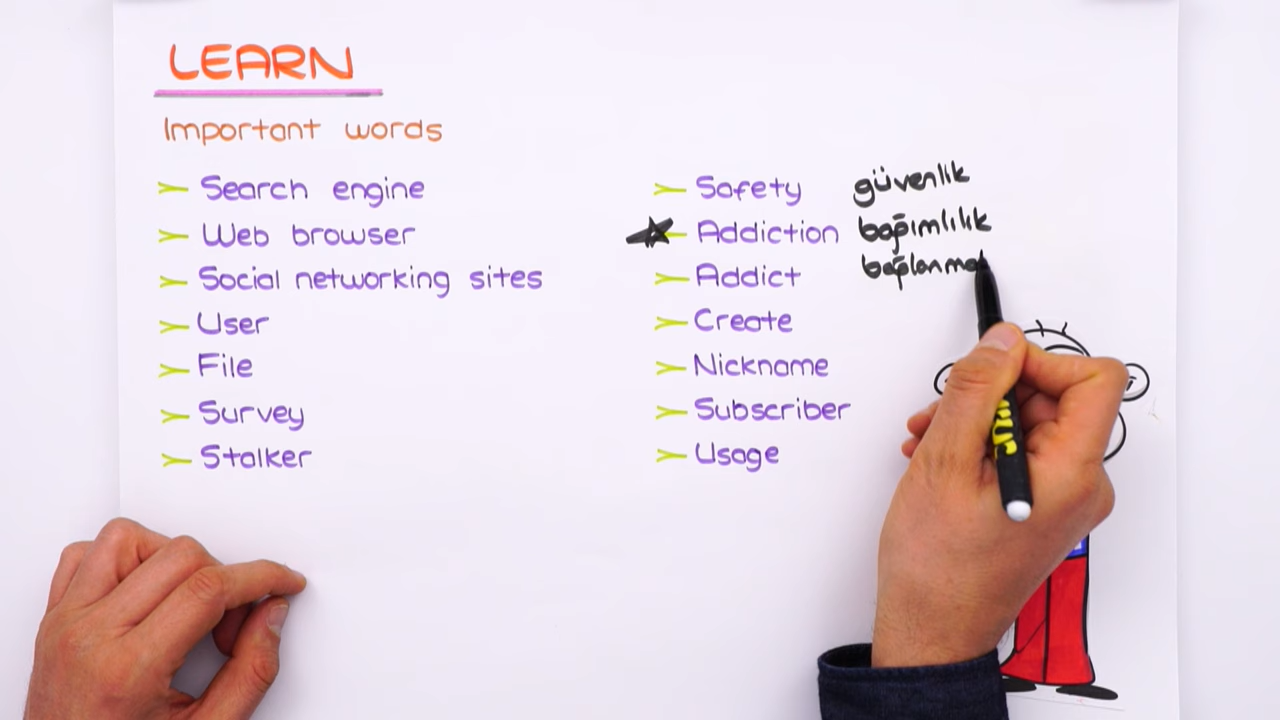 LEARN
Important words
Search engine
Web browser
Social networking sites
User
File
Survey
Stalker
Safety güvenlik
Addiction bağımlılık
Addict
Create
Nickname
Subscriber
Usage